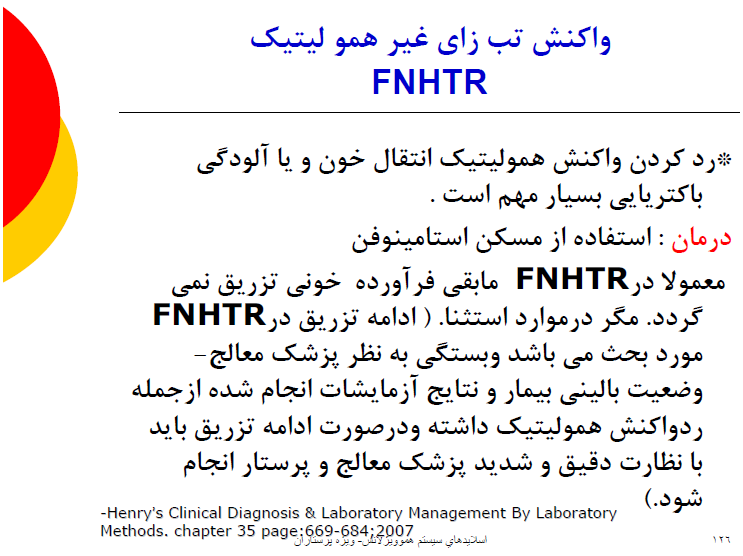 واکنش تب زای غیر همو لیتیک
FNHTR
*رد کردن واکنش همولیتیک انتقال خون و یا آلودگی
باکتریایی بسیار مهم است .
درمان : استفاده از مسکن استامینوفن
معمولا درFNHTR مابقی فرآورده خونی تزریق نمی
گردد. مگر درموارد استثنا. ( ادامه تزریق درFNHTR
مورد بحث می باشد وبستگی به نظر پزشک معالج–
وضعیت بالینی بیمار و نتایج آزمایشات انجام شده ازجمله
ردواکنش همولیتیک داشته ودرصورت ادامه تزریق باید
با نظارت دقیق و شدید پزشک معالج و پرستار انجام
شود.)
-Henry's Clinical Diagnosis & Laboratory Management By Laboratory
Methods. chapter 35 page:669-684;2007
اسلایدهای سیستم هموویژلانس- ویژه پرستاران
۱۲۶